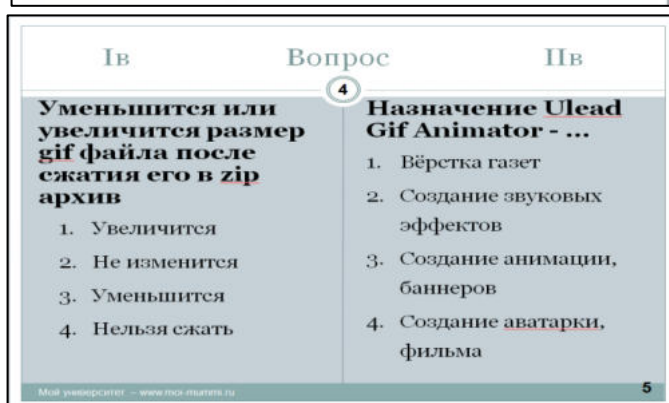 Iв Вопрос IIв
4
Уменьшится или
увеличится размер
gif файла после
сжатия его в zip
архив
1. Увеличится
2. Не изменится
3. Уменьшится
4. Нельзя сжать
Назначение Ulead
Gif Animator - ...
1. Вёрстка газет
2. Создание звуковых
эффектов
3. Создание анимации,
баннеров
4. Создание аватарки,
фильма
Мой университет – www.moi-mummi.ru
5